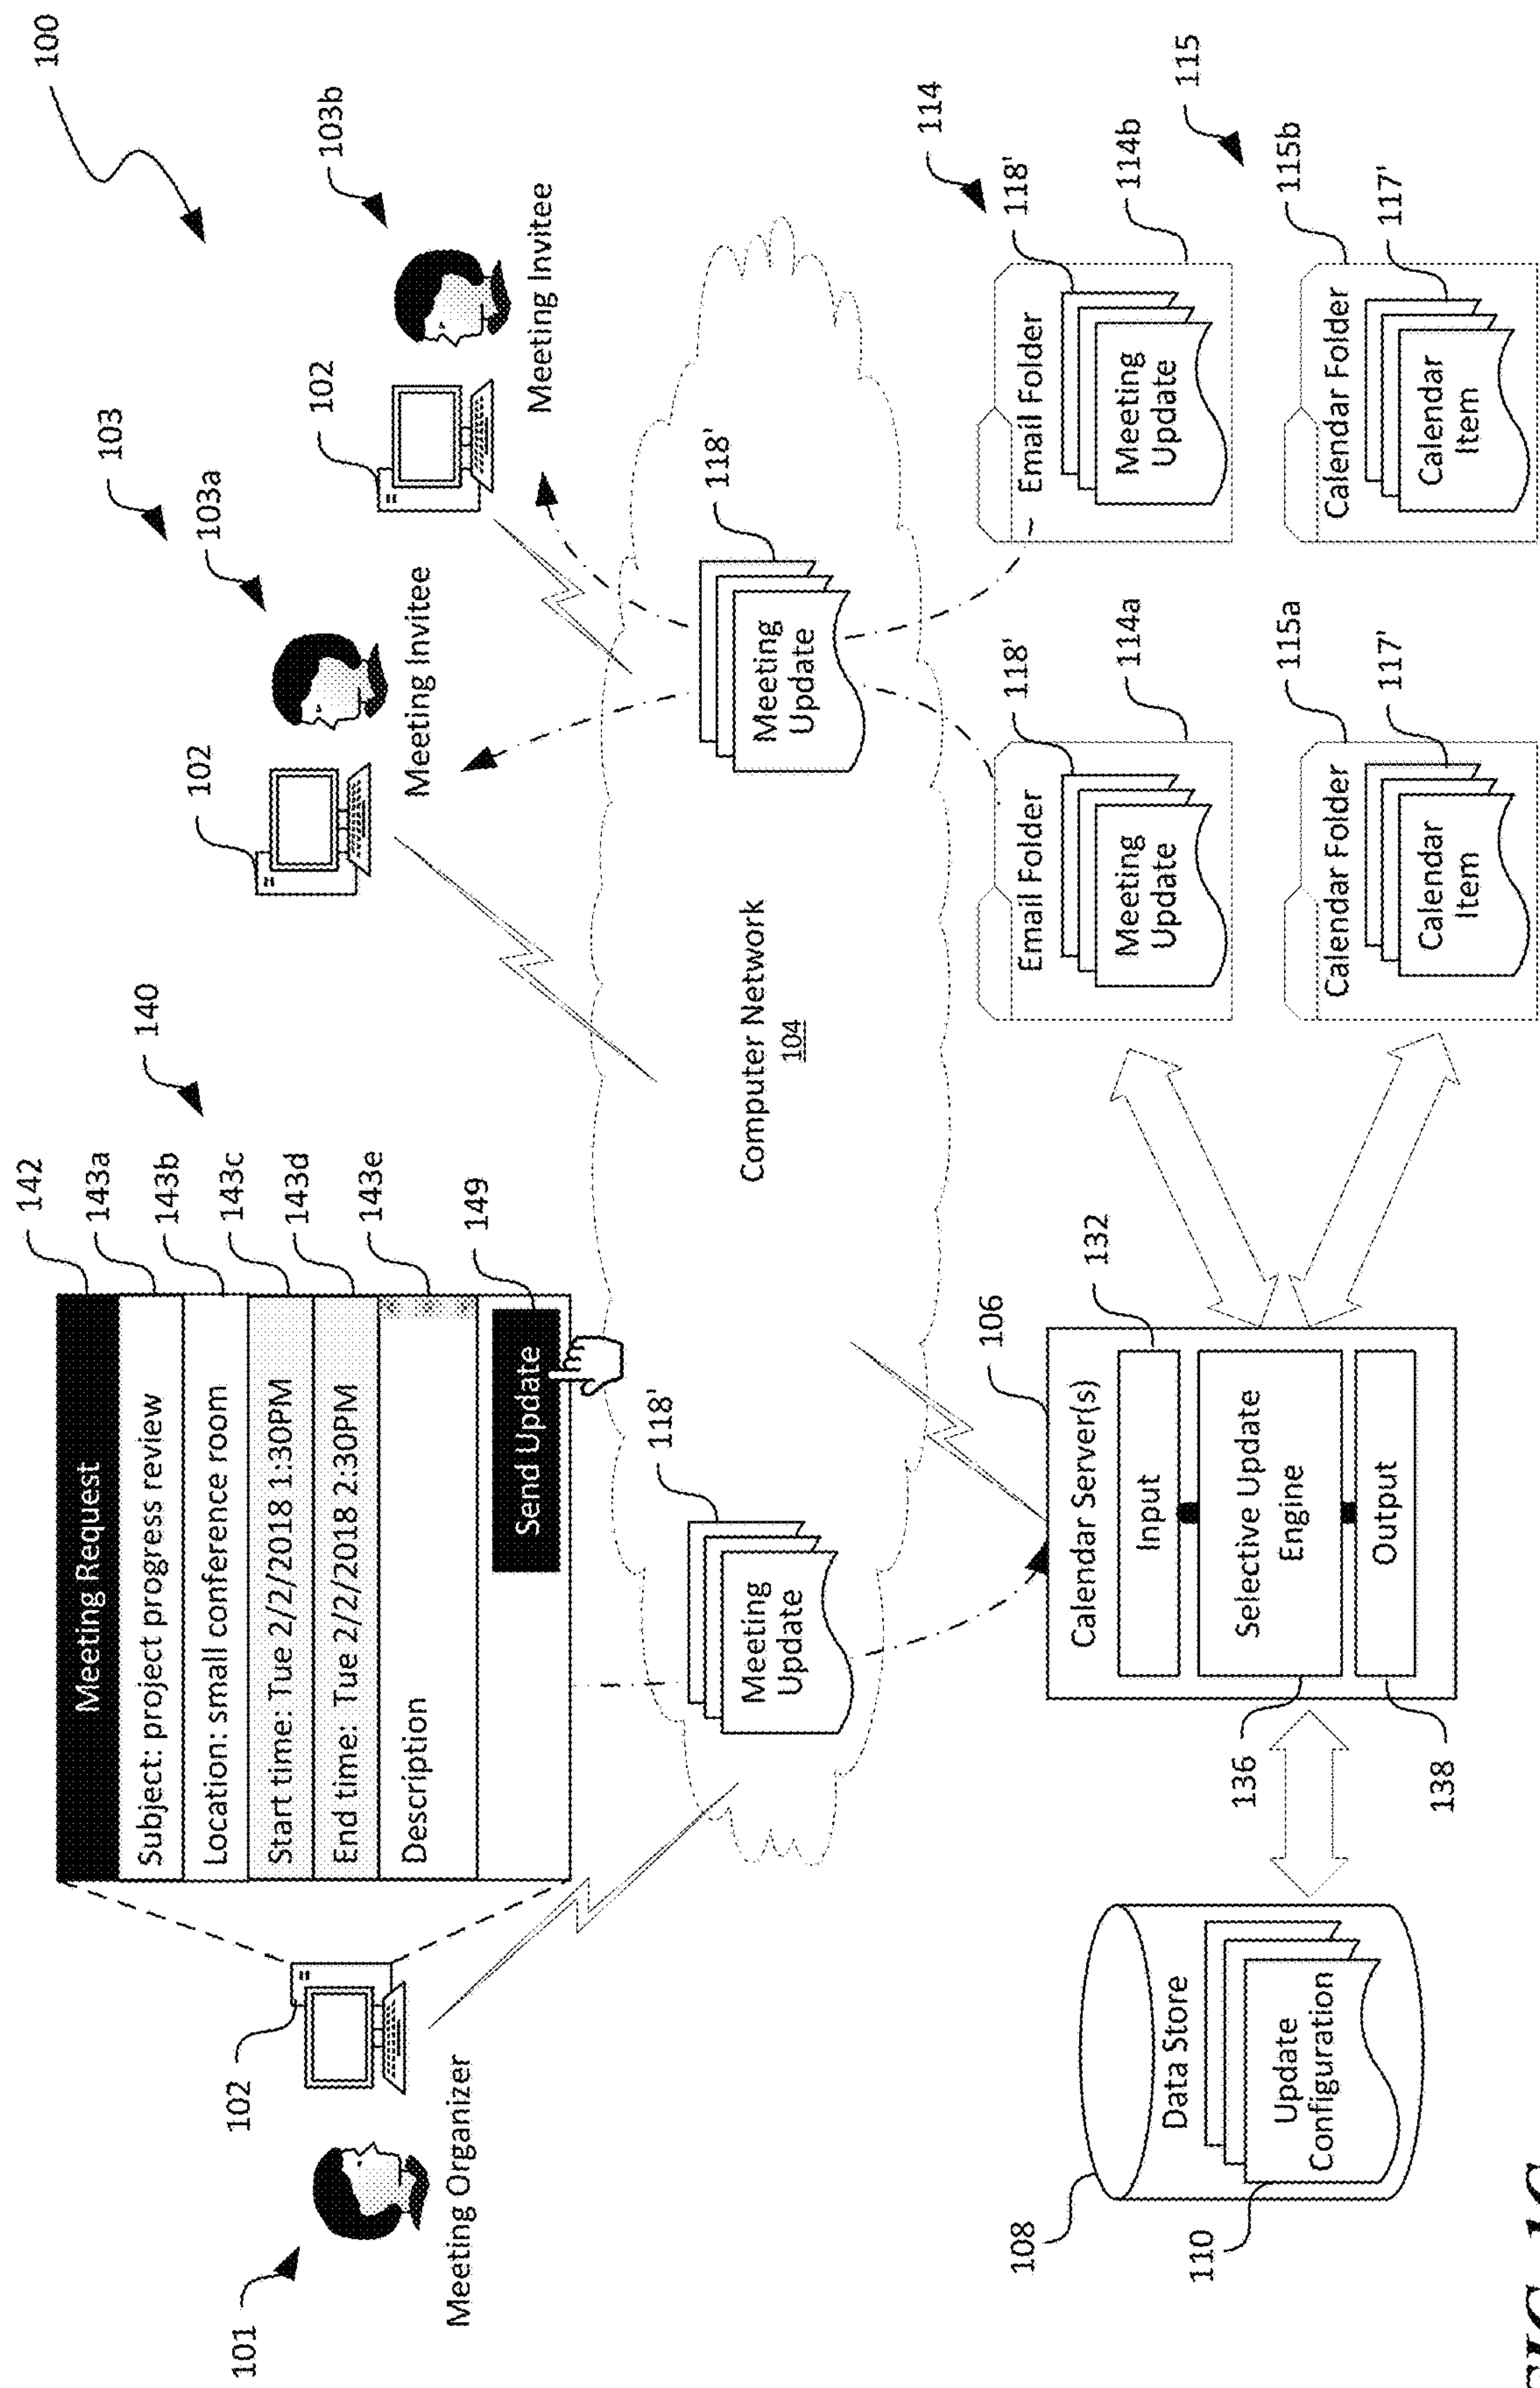 100
142
143a
143b
143c
143d
143e
149
140
103
103a
103b
102
102
102
101
Meeting Organizer
Meeting Request
Subject: project progress review
Location: small conference room
Start time: Tue 2/2/2018 1:30PM
End time: Tue 2/2/2018 2:30PM
Description
Send Update
Meeting Invitee
Meeting Invitee
118'
Meeting
Update
Computer Network
104
118'
Meeting
Update
108
Data Store
110
Update
Configuration
106
Calendar Server(s)
132
Input
Selective Update
Engine
136
Output
138
114
118'
114a
Email Folder
Meeting
Update
118'
114b
Email Folder
Meeting
Update
115
115a
117'
Calendar Folder
Calendar
Item
115b
117'
Calendar Folder
Calendar
Item